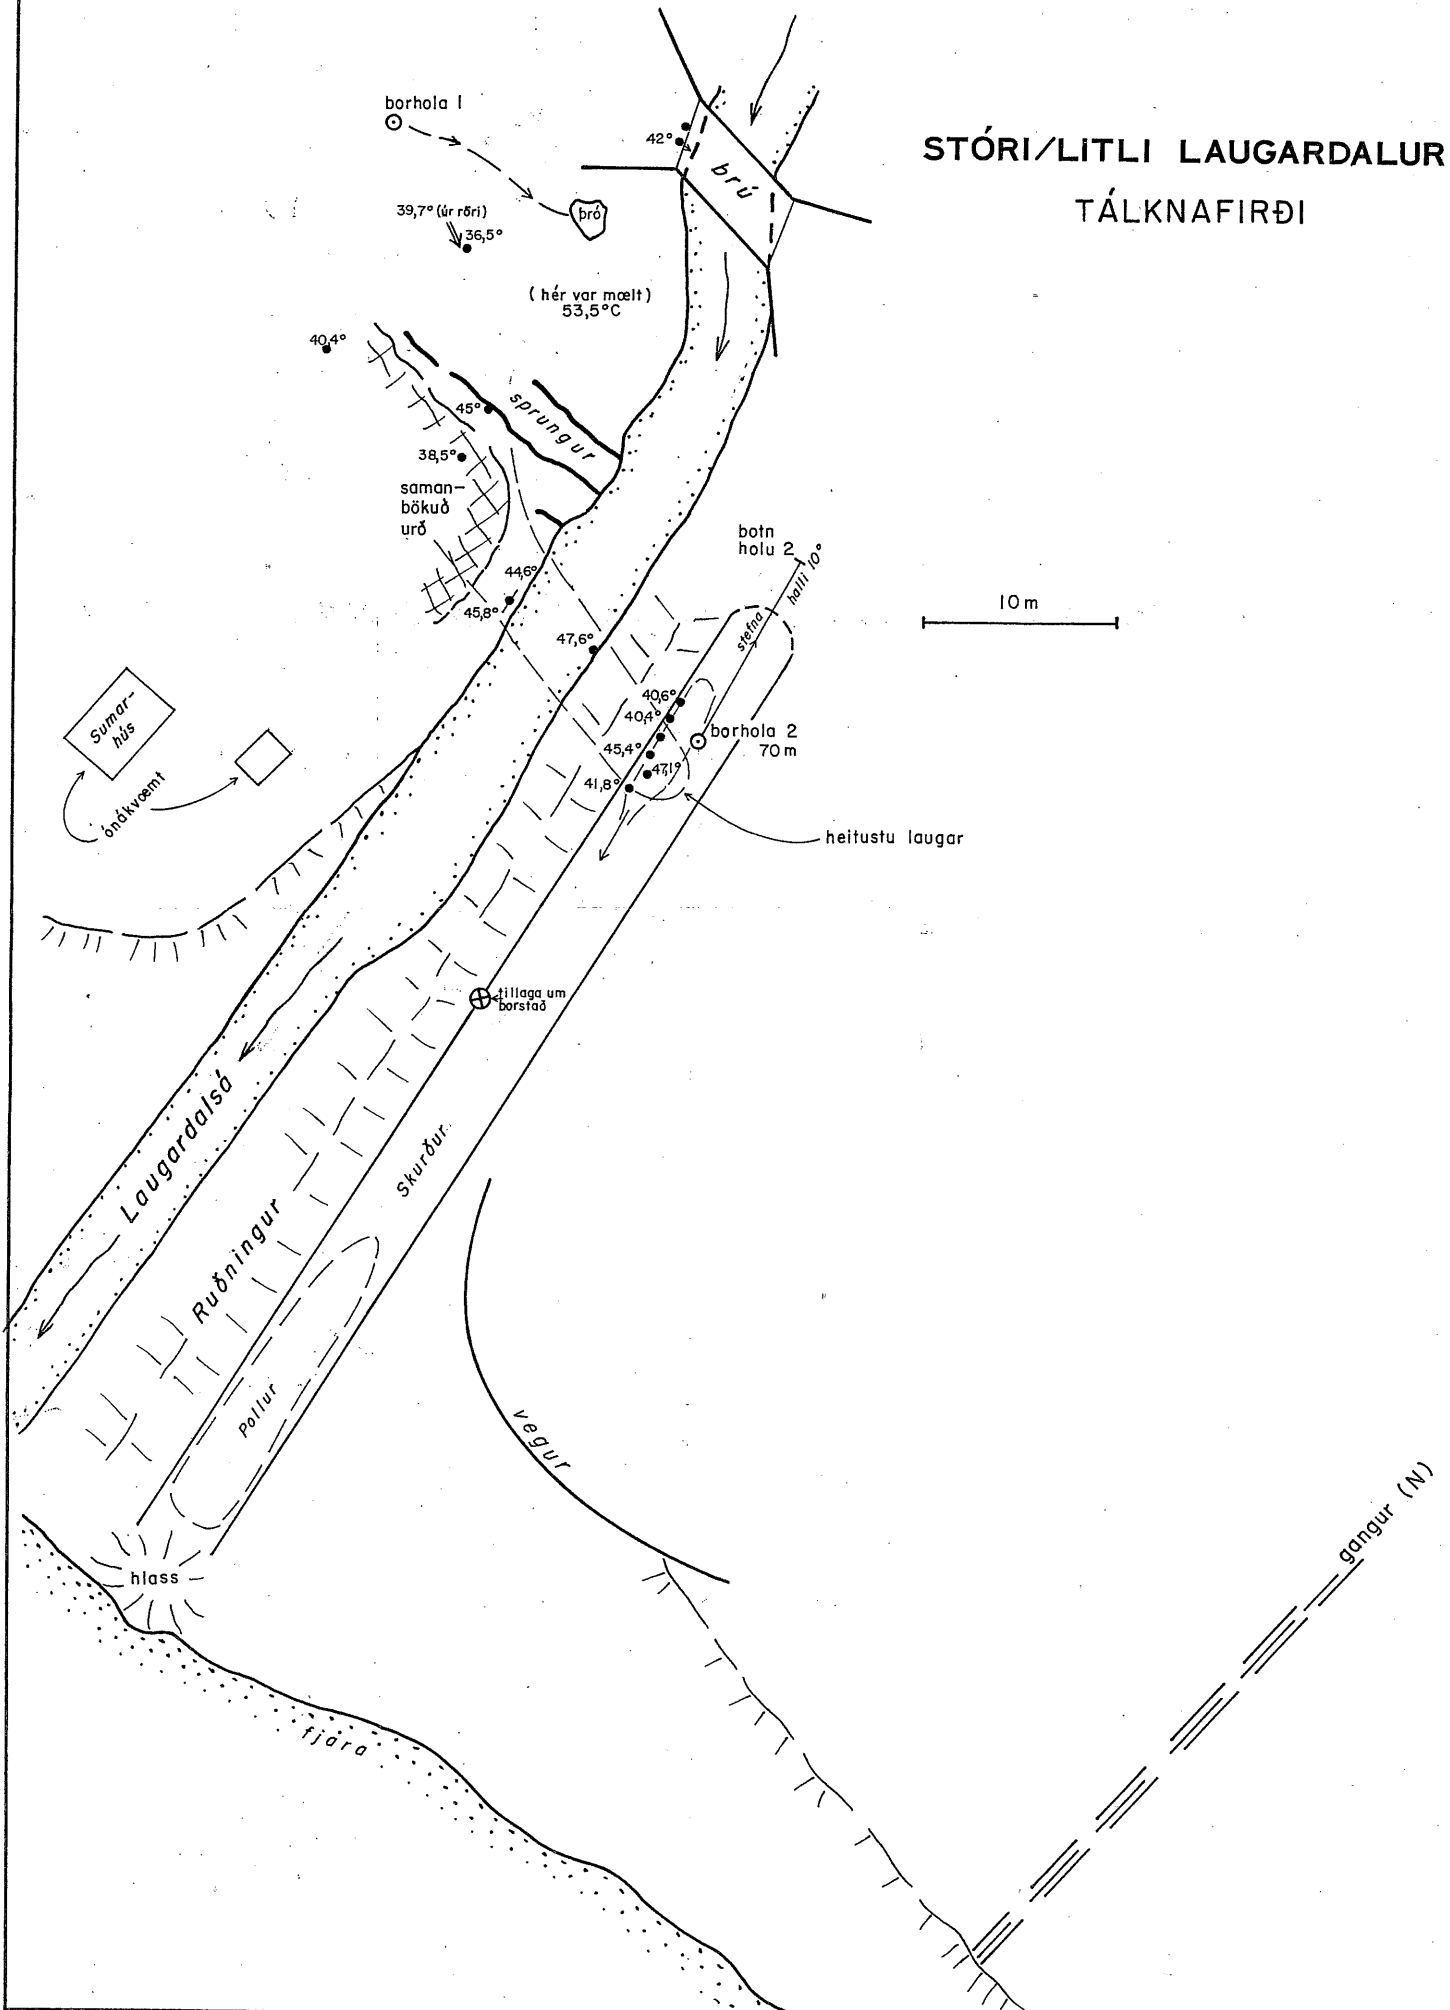 STÓRI/LITLI LAUGARDALUR
TÁLKNAFIRÐI
borhola 1
42°
brú
þró
39,7° (úr röri)
36,5°
(hér var mælt)
53,5°C
40,4°
45°
sprungur
38,5°
saman-
bökuð
urð
botn
holu 2
halli 10°
stefna
10 m
44,6°
45,8°
47,6°
40,6°
40,4°
45,4°
47,1°
41,8°
borhola 2
70 m
Sumar-
hús
ónákvæmt
heitustu laugar
tillaga um
borstað
Laugardalsá
Skurður
Ruðningur
Pollur
vegur
gangur (N)
hlass
fjara